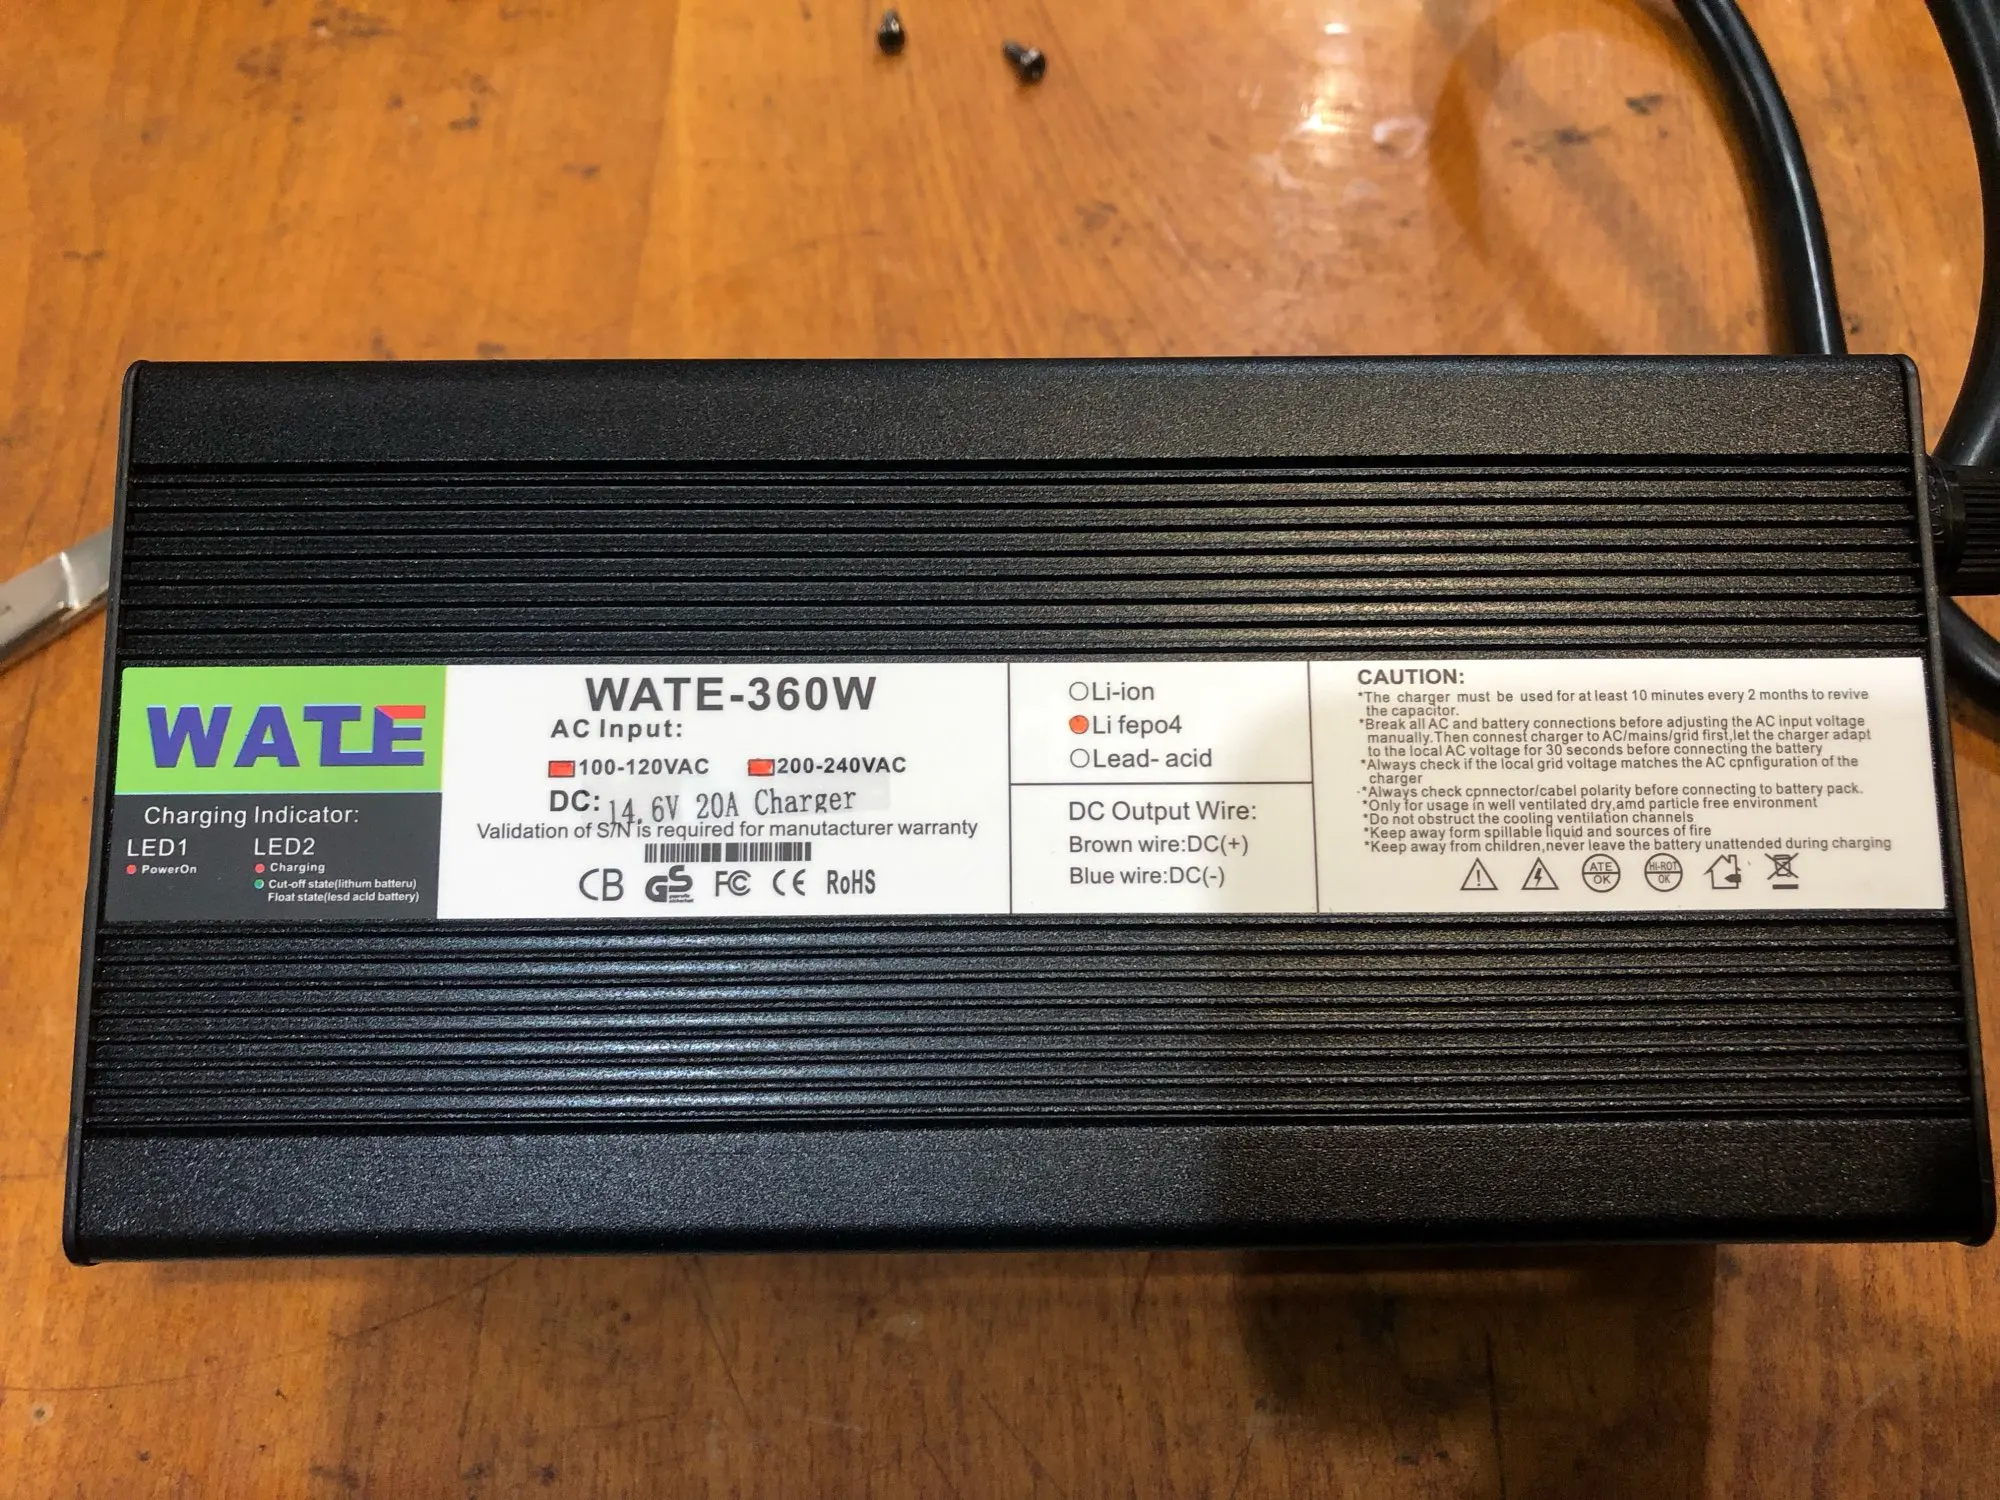 WATE
Charging Indicator:
LED1 LED2
PowerOn Charging
Cut-off state(lithum batteru)
Float state(lesd acld battery)
WATE-360W
AC Input:
100-120VAC 200-240VAC
DC: 14.6V 20A Charger
Validation of S/N is required for manutacturer warranty
CB GS FC CE RoHS
Li-ion
Li fepo4
Lead- acid
DC Output Wire:
Brown wire:DC(+)
Blue wire:DC(-)
CAUTION:
*The charger must be used for at least 10 minutes every 2 months to revive
the capacitor.
*Break all AC and battery connections before adjusting the AC input voltage
manually.Then connest charger to AC/mains/grid first,let the charger adapt
to the local AC voltage for 30 seconds before connecting the battery
*Always check if the local grid voltage matches the AC cpnfiguration of the
charger
*Always check cpnnector/cabel polarity before connecting to battery pack.
*Only for usage in well ventilated dry,amd particle free environment
*Do not obstruct the cooling ventilation channels
*Keep away form spillable liquid and sources of fire
*Keep away from children,never leave the battery unattended during charging
ATE OK HI-ROT OK